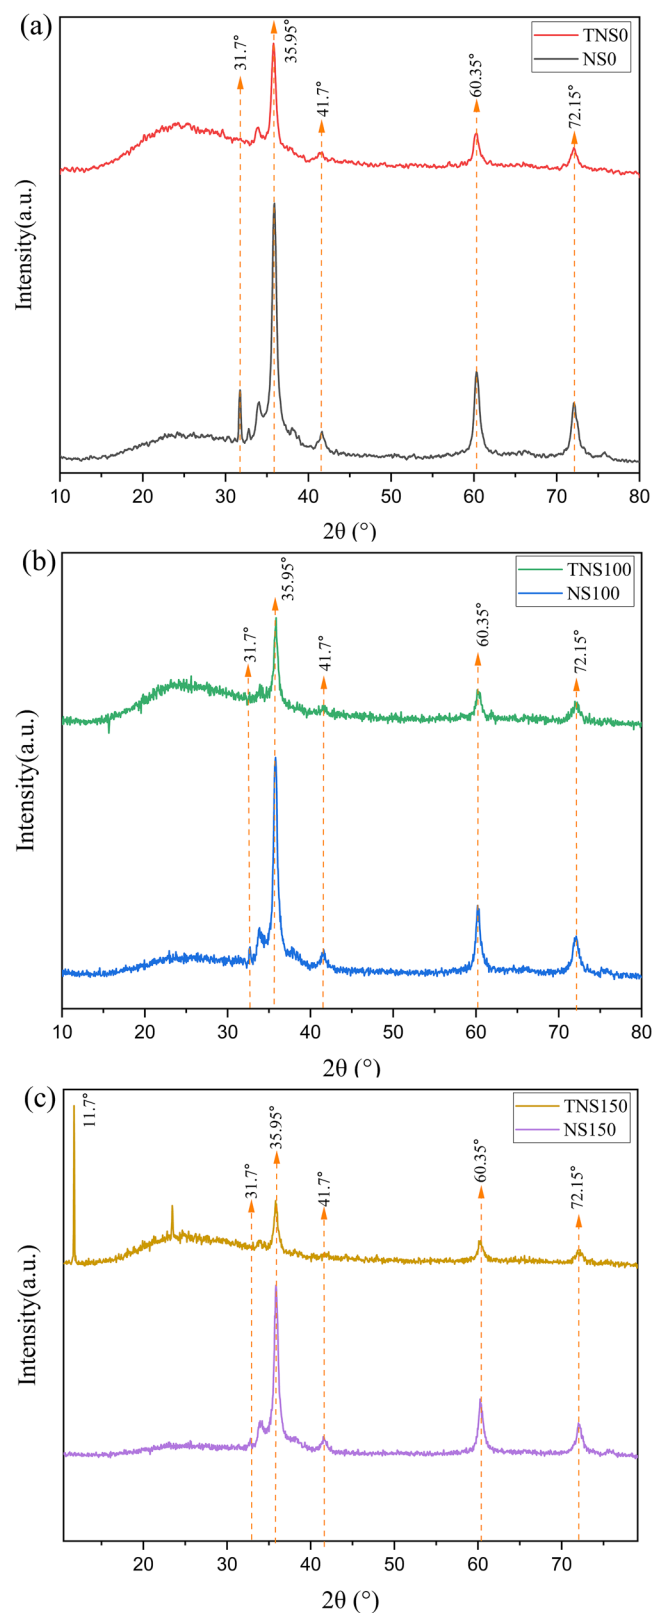 (a)
31.7°
35.95°
41.7°
60.35°
72.15°
TNS0
NS0
Intensity(a.u.)
10 20 30 40 50 60 70 80
2θ (°)
(b)
31.7°
35.95°
41.7°
60.35°
72.15°
TNS100
NS100
Intensity(a.u.)
10 20 30 40 50 60 70 80
2θ (°)
(c)
11.7°
31.7°
35.95°
41.7°
60.35°
72.15°
TNS150
NS150
Intensity(a.u.)
20 30 40 50 60 70
2θ (°)